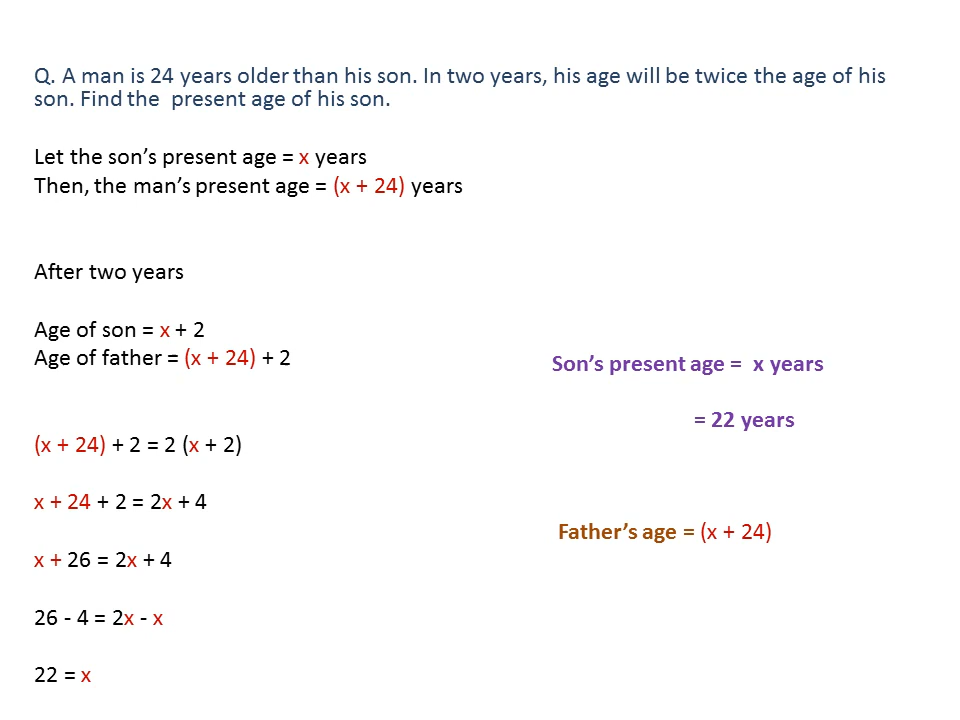 Q. A man is 24 years older than his son. In two years, his age will be twice the age of his
son. Find the  present age of his son.
Let the son’s present age = x years
Then, the man’s present age = (x + 24) years
After two years
Age of son = x + 2
Age of father = (x + 24) + 2
(x + 24) + 2 = 2 (x + 2)
x + 24 + 2 = 2x + 4
x + 26 = 2x + 4
26 - 4 = 2x - x
22 = x
Son’s present age =  x years
= 22 years
Father’s age = (x + 24)